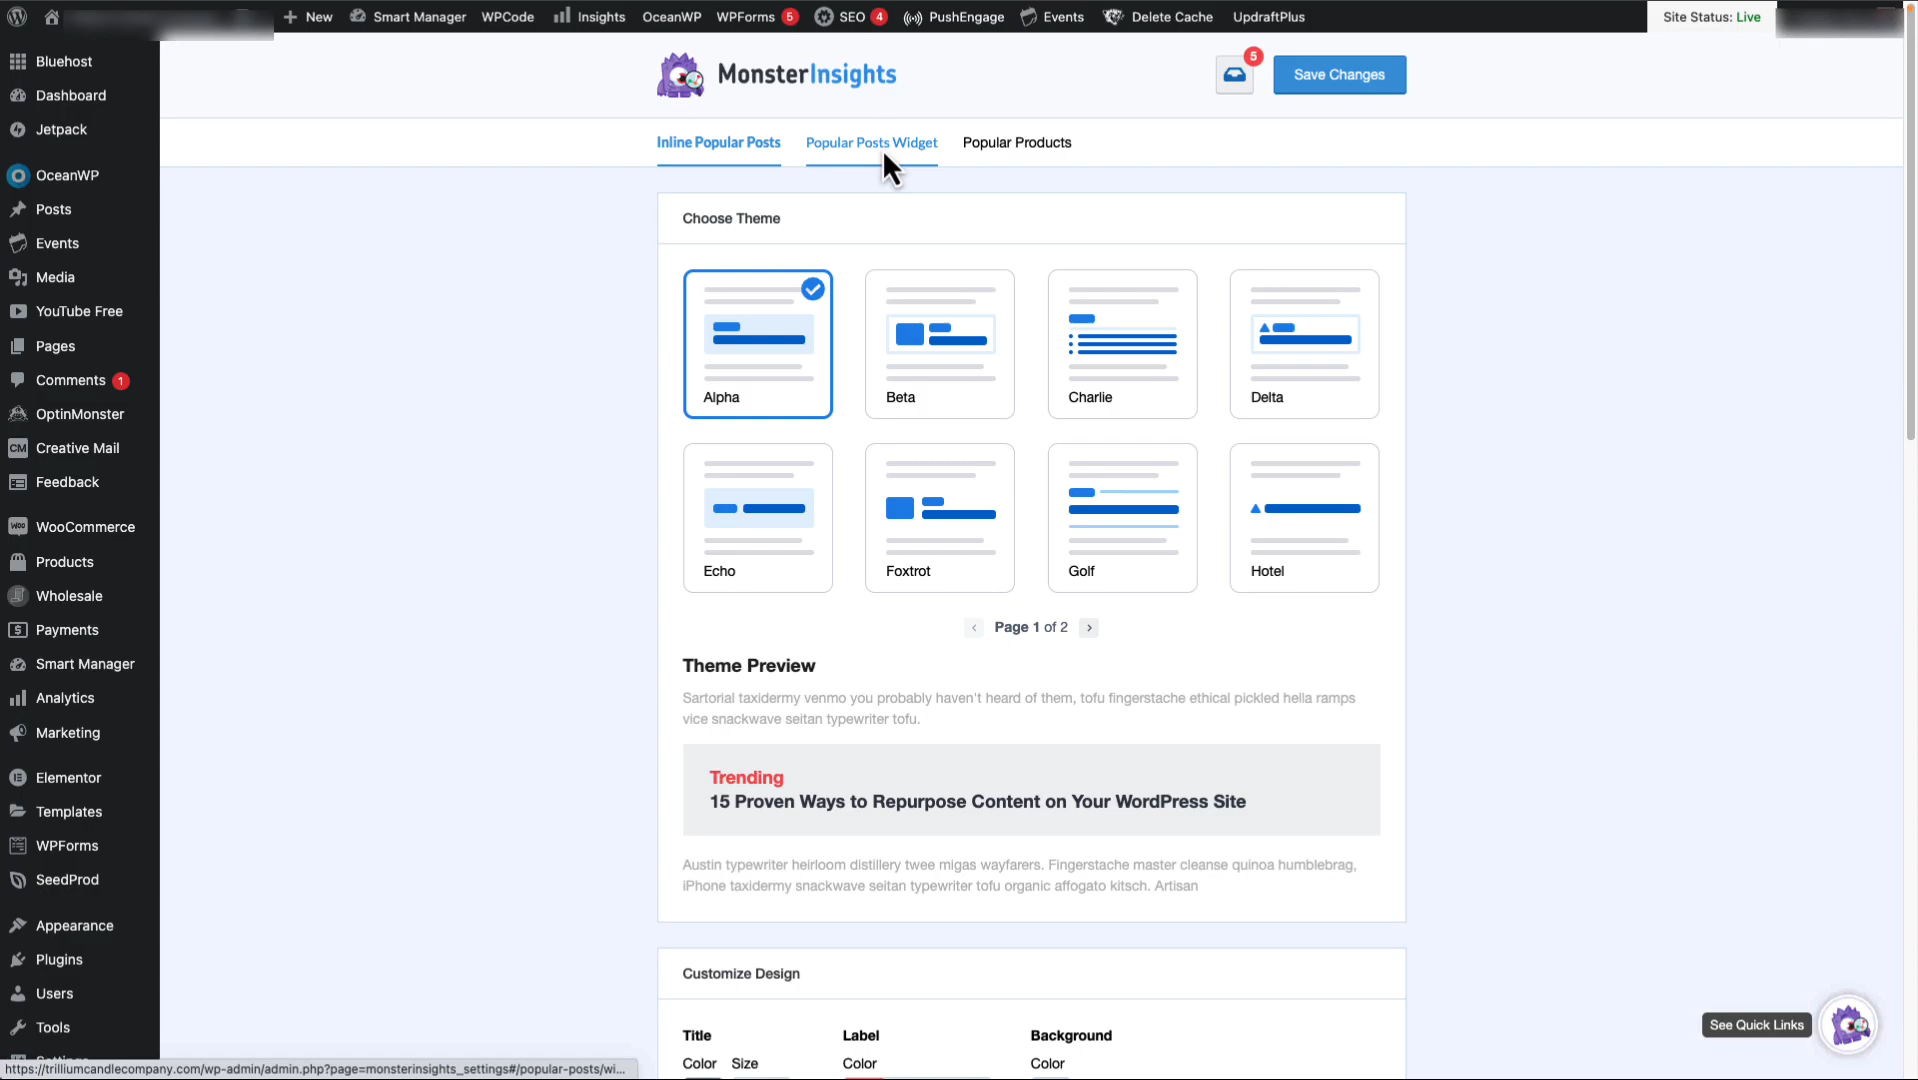 New
Smart Manager
WPCode
Insights
OceanWP
WPForms 5
SEO 4
PushEngage
Events
Delete Cache
UpdraftPlus
Site Status: Live
Bluehost
Dashboard
Jetpack
OceanWP
Posts
Events
Media
YouTube Free
Pages
Comments 1
OptinMonster
CM Creative Mail
Feedback
Woo WooCommerce
Products
Wholesale
Payments
Smart Manager
Analytics
Marketing
Elementor
Templates
WPForms
SeedProd
Appearance
Plugins
Users
Tools
MonsterInsights
5
Save Changes
Inline Popular Posts
Popular Posts Widget
Popular Products
Choose Theme
Alpha
Beta
Charlie
Delta
Echo
Foxtrot
Golf
Hotel
‹ Page 1 of 2 ›
Theme Preview
Sartorial taxidermy venmo you probably haven't heard of them, tofu fingerstache ethical pickled hella ramps
vice snackwave seitan typewriter tofu.
Trending
15 Proven Ways to Repurpose Content on Your WordPress Site
Austin typewriter heirloom distillery twee migas wayfarers. Fingerstache master cleanse quinoa humblebrag,
iPhone taxidermy snackwave seitan typewriter tofu organic affogato kitsch. Artisan
Customize Design
Title
Label
Background
Color
Size
Color
Color
See Quick Links
https://trilliumcandlecompany.com/wp-admin/admin.php?page=monsterinsights_settings#/popular-posts/wi...